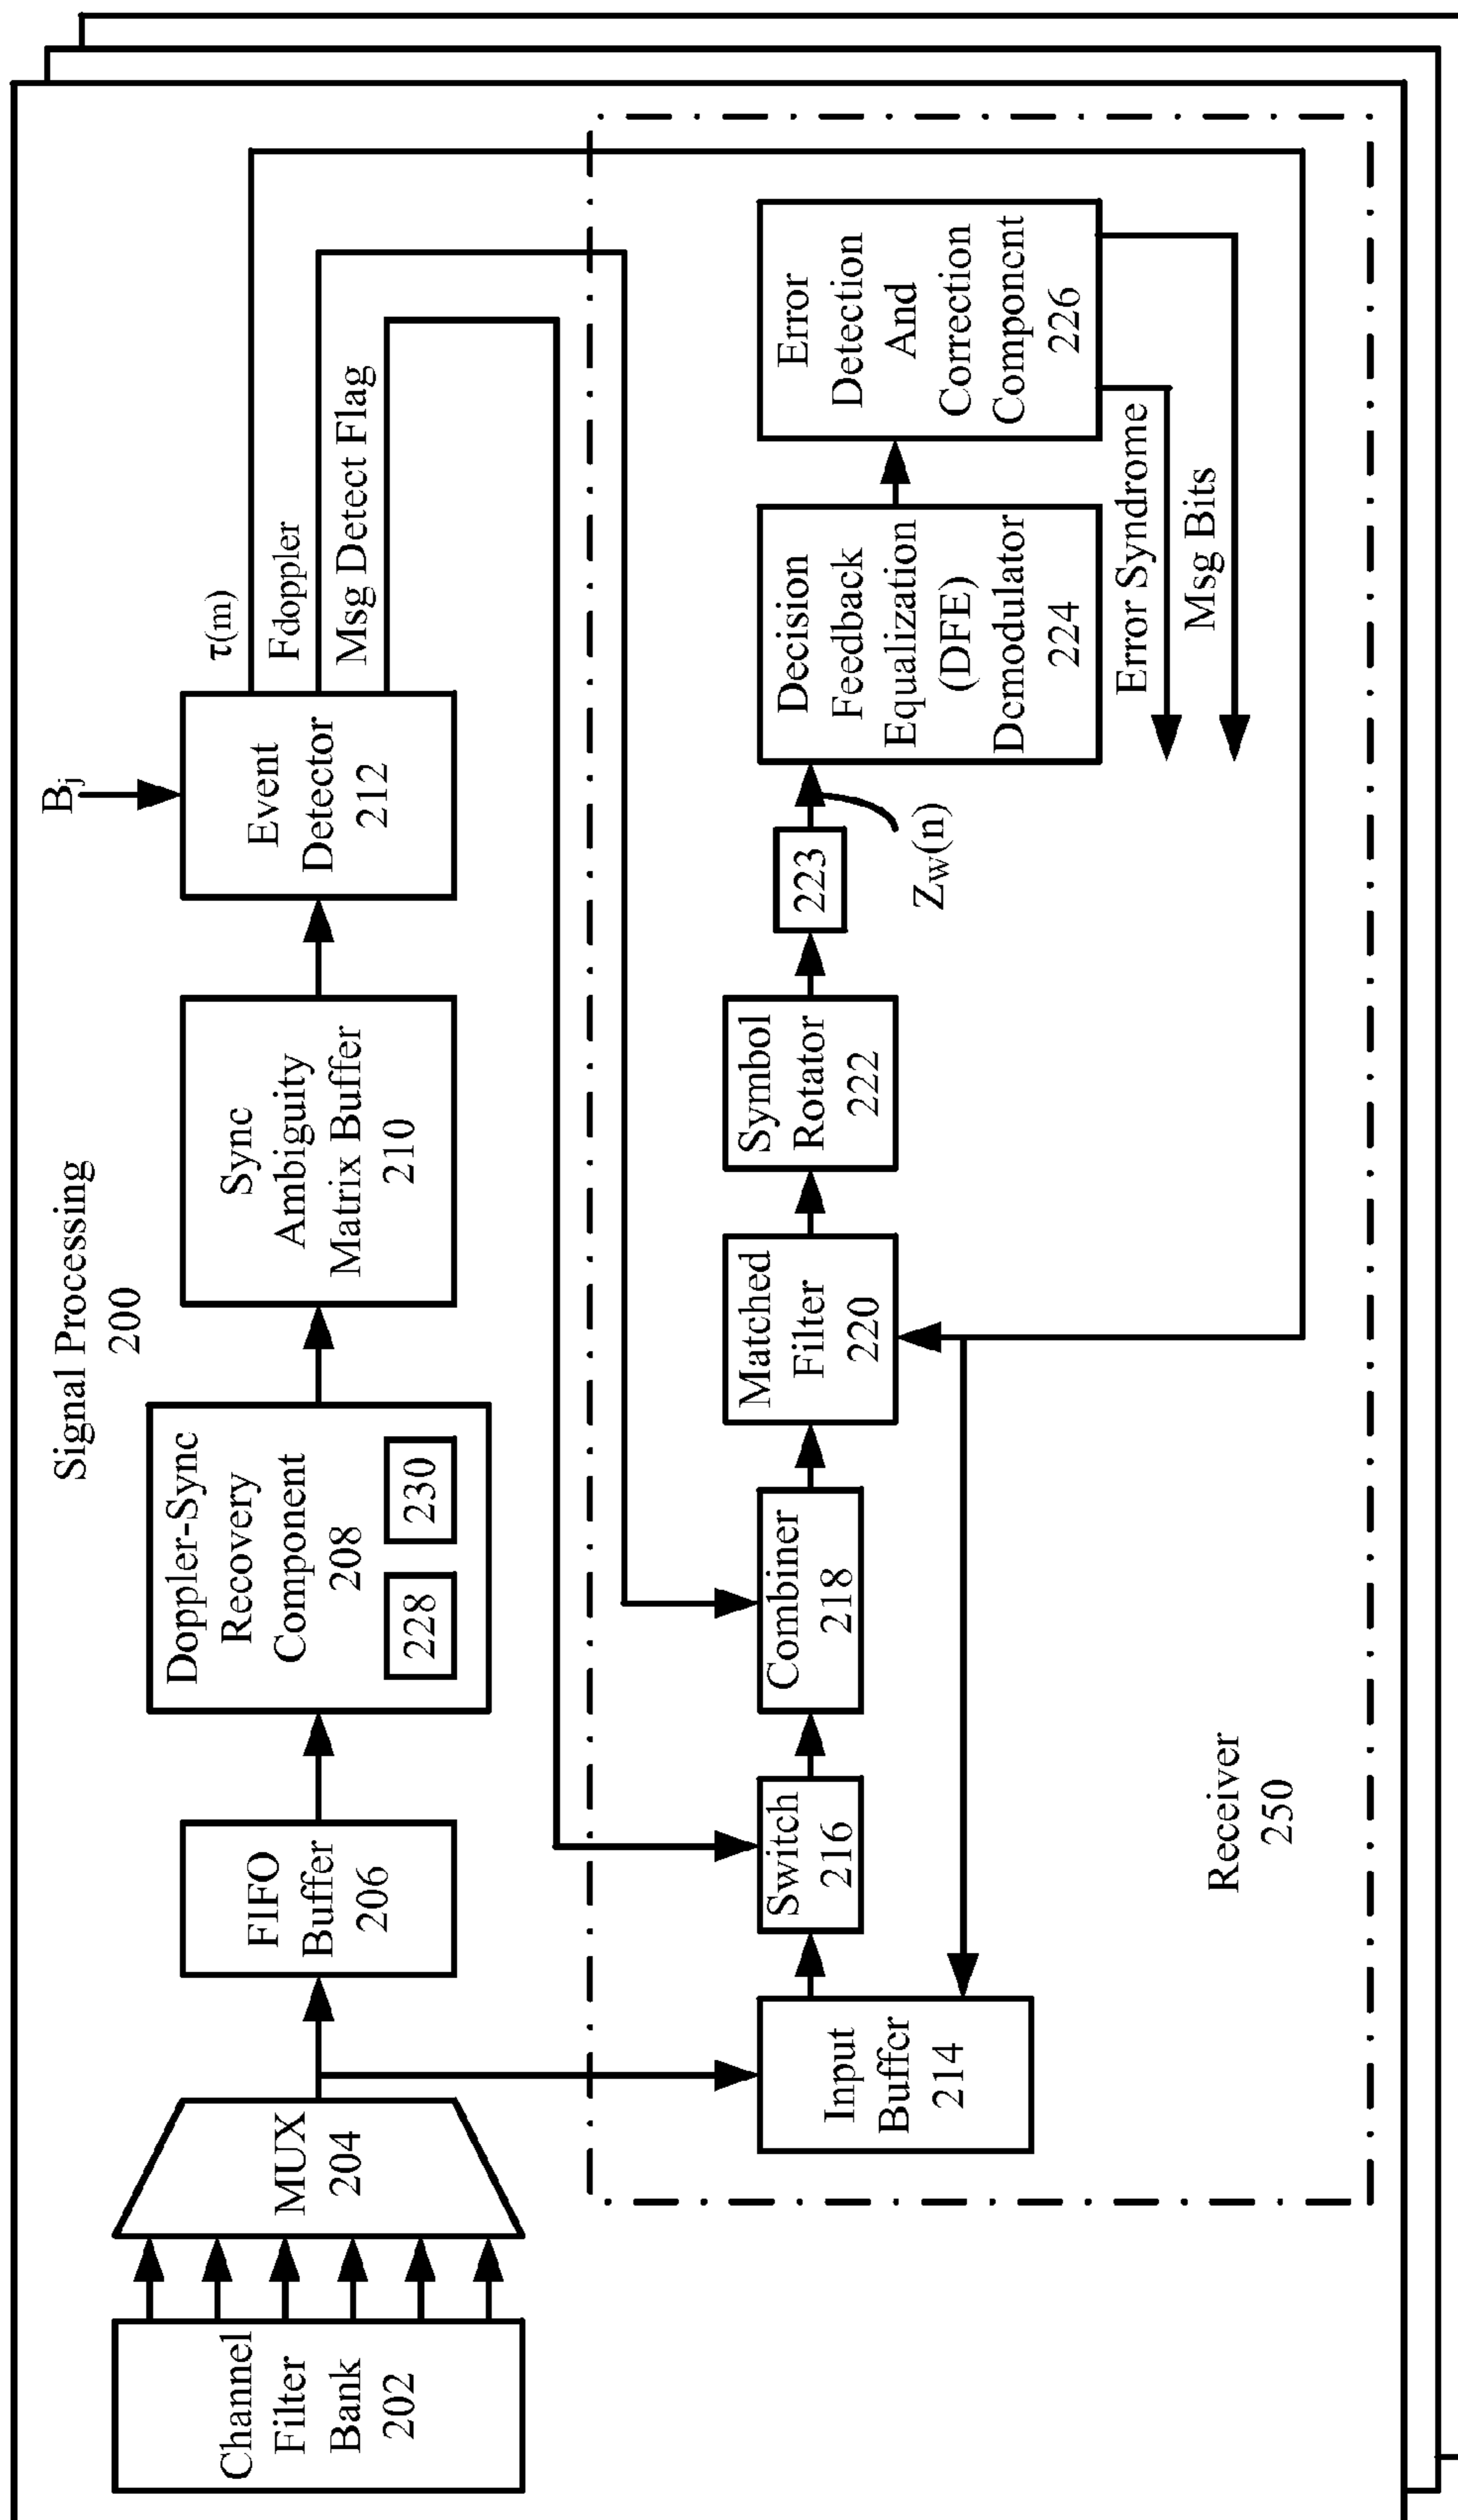 Signal Processing
200
Channel
Filter
Bank
202
MUX
204
FIFO
Buffer
206
Doppler-Sync
Recovery
Component
208
228
230
Sync
Ambiguity
Matrix Buffer
210
Bj
Event
Detector
212
τ(m)
Fdoppler
Msg Detect Flag
Input
Buffer
214
Switch
216
Combiner
218
Matched
Filter
220
Symbol
Rotator
222
223
Zw(n)
Decision
Feedback
Equalization
(DFE)
Demodulator
224
Error
Detection
And
Correction
Component
226
Error Syndrome
Msg Bits
Receiver
250